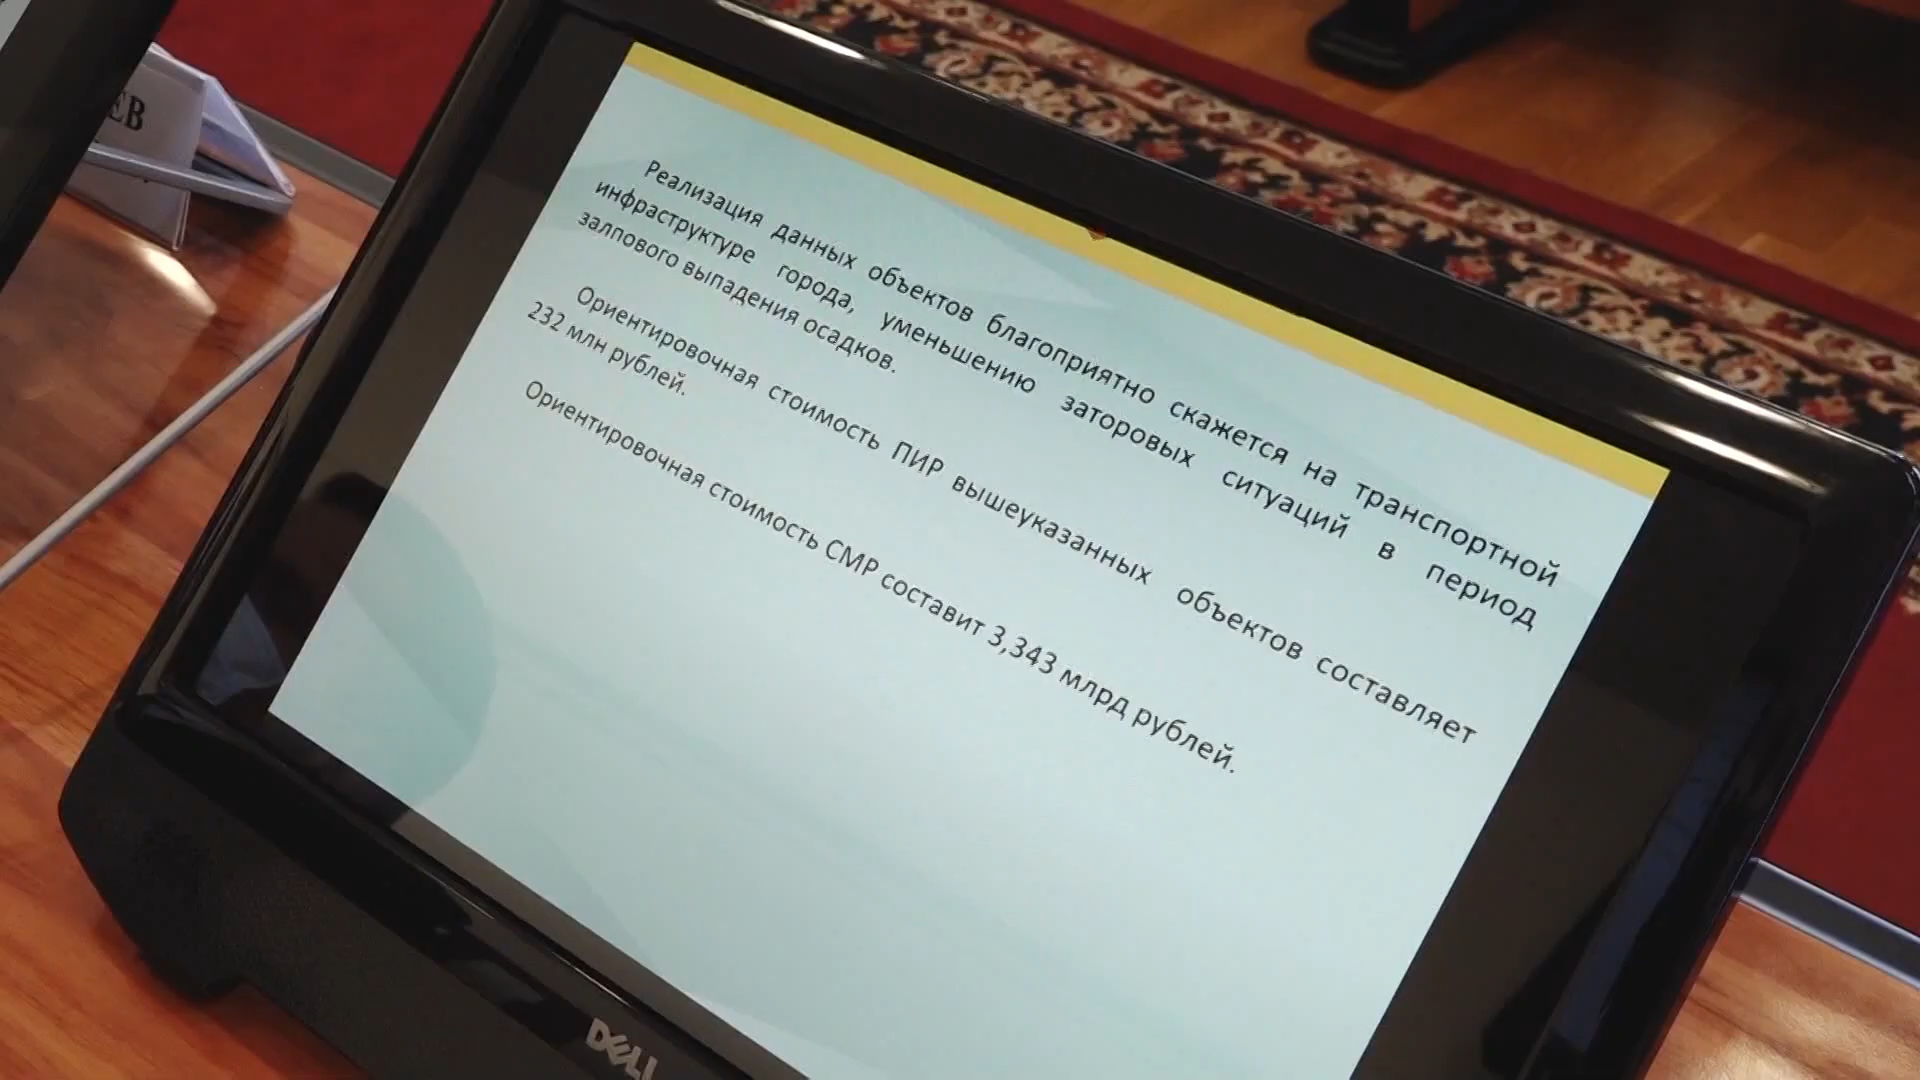 ЕВ
Реализация данных объектов благоприятно скажется на транспортной
инфраструктуре города, уменьшению заторовых ситуаций в период
залпового выпадения осадков.
Ориентировочная стоимость ПИР вышеуказанных объектов составляет
232 млн рублей.
Ориентировочная стоимость СМР составит 3,343 млрд рублей.
DELL